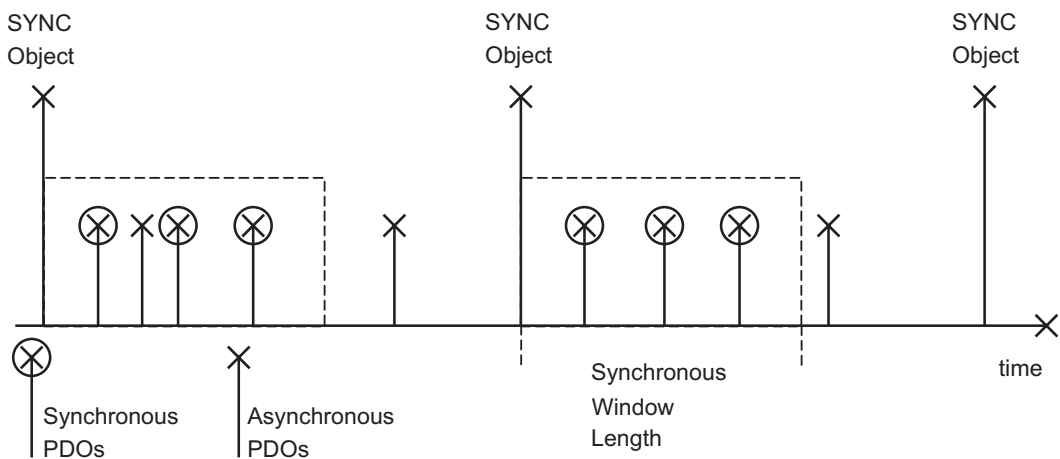 SYNC
Object
SYNC
Object
SYNC
Object
Synchronous
PDOs
Asynchronous
PDOs
Synchronous
Window
Length
time